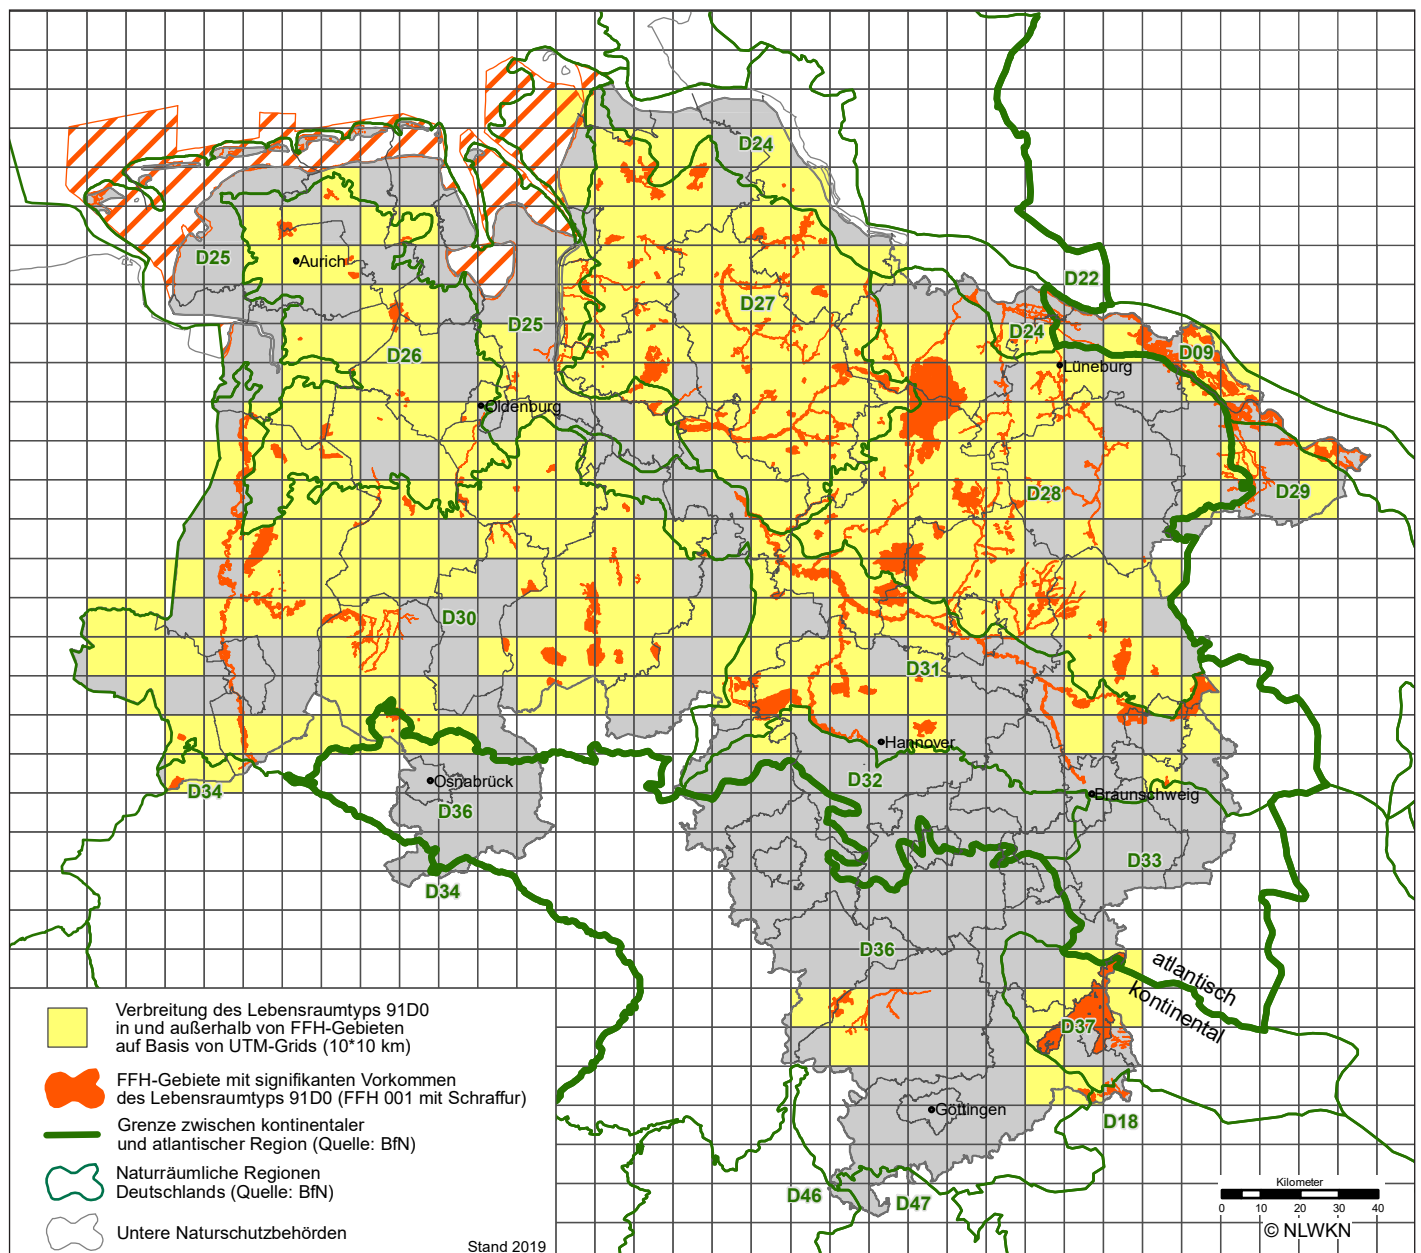 D24
D25
Aurich
D22
D27
D25
D24
D26
D09
Lüneburg
Oldenburg
D28
D29
D30
D31
Hannover
D32
Osnabrück
D34
D36
Braunschweig
D33
D34
D36
atlantisch
kontinental
D37
Göttingen
D18
D46
D47
Verbreitung des Lebensraumtyps 91D0
in und außerhalb von FFH-Gebieten
auf Basis von UTM-Grids (10*10 km)
FFH-Gebiete mit signifikanten Vorkommen
des Lebensraumtyps 91D0 (FFH 001 mit Schraffur)
Grenze zwischen kontinentaler
und atlantischer Region (Quelle: BfN)
Naturräumliche Regionen
Deutschlands (Quelle: BfN)
Untere Naturschutzbehörden
Stand 2019
Kilometer
0 10 20 30 40
© NLWKN